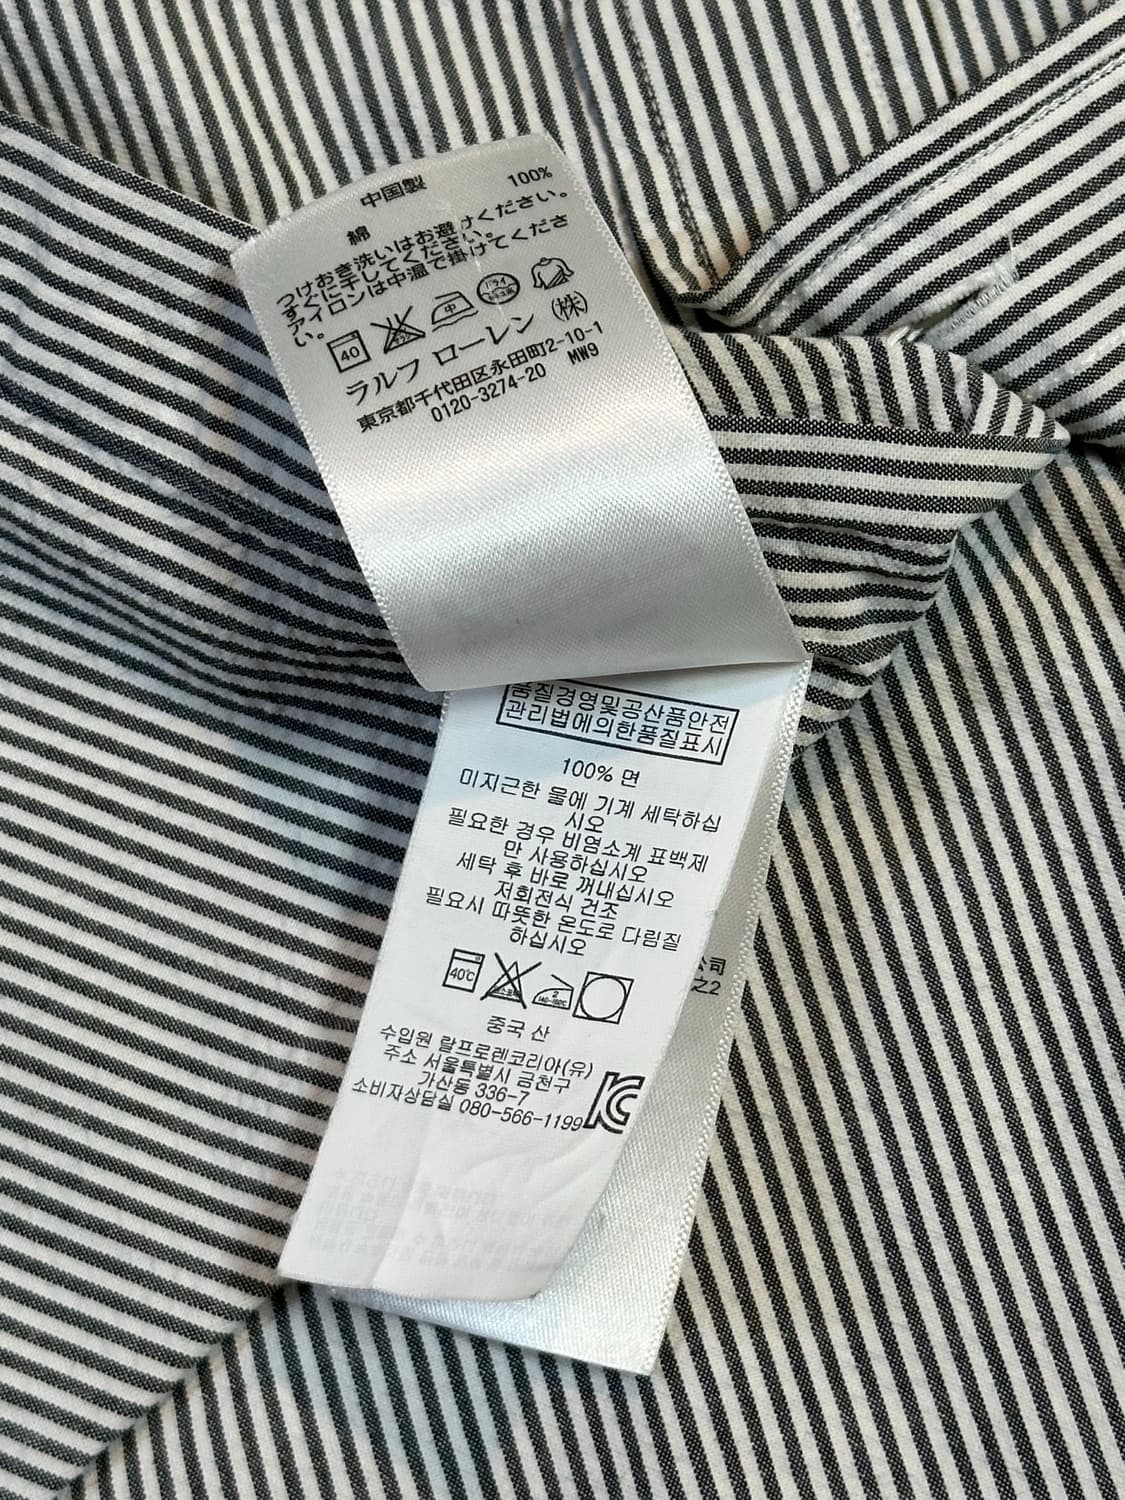 中国製
綿 100%
つけおき洗いはお避けください。
すぐに干してください。
アイロンは中温で掛けてくださ
い。
40 中
ラルフ ローレン (株)
東京都千代田区永田町2-10-1
0120-3274-20 MW9
품질경영및공산품안전
관리법에의한품질표시
100% 면
미지근한 물에 기계 세탁하십
시오
필요한 경우 비염소계 표백제
만 사용하십시오
세탁 후 바로 꺼내십시오
저회전식 건조
필요시 따뜻한 온도로 다림질
하십시오
40℃
중국 산
수입원 랄프로렌코리아(유)
주소 서울특별시 금천구
가산동 336-7
소비자상담실 080-566-1199
公司
之2